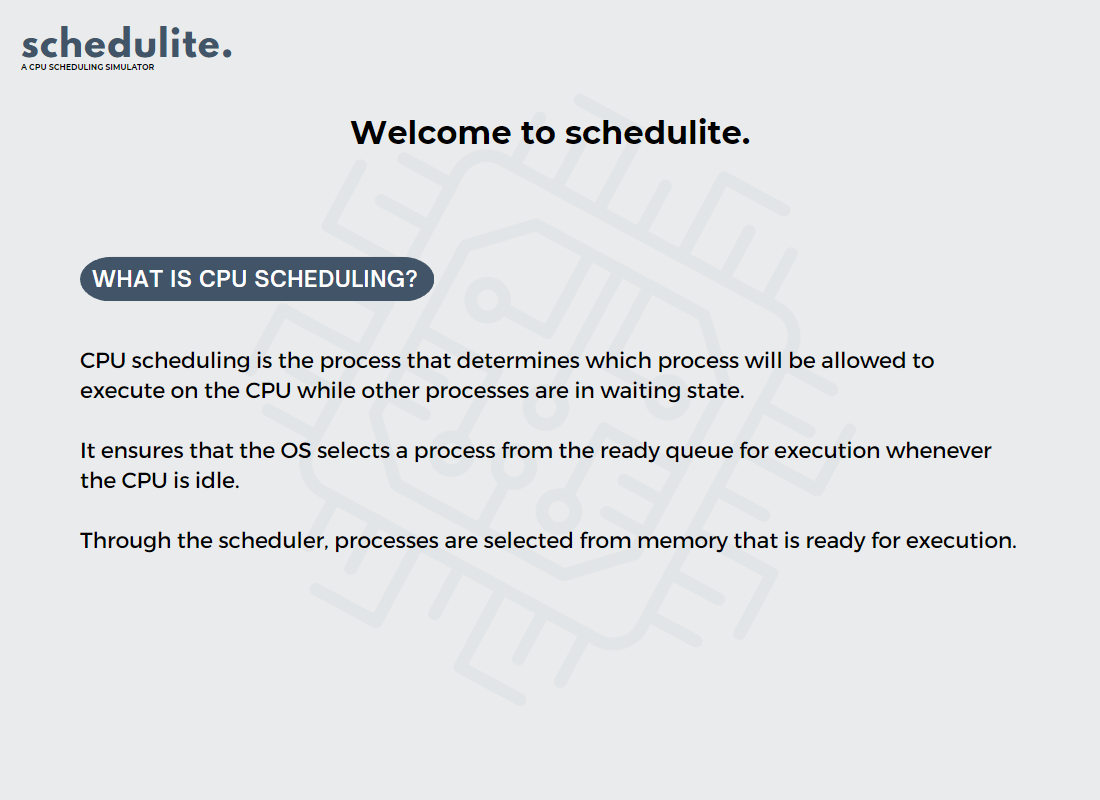 schedulite.
A CPU SCHEDULING SIMULATOR
Welcome to schedulite.
WHAT IS CPU SCHEDULING?
CPU scheduling is the process that determines which process will be allowed to
execute on the CPU while other processes are in waiting state.
It ensures that the OS selects a process from the ready queue for execution whenever
the CPU is idle.
Through the scheduler, processes are selected from memory that is ready for execution.